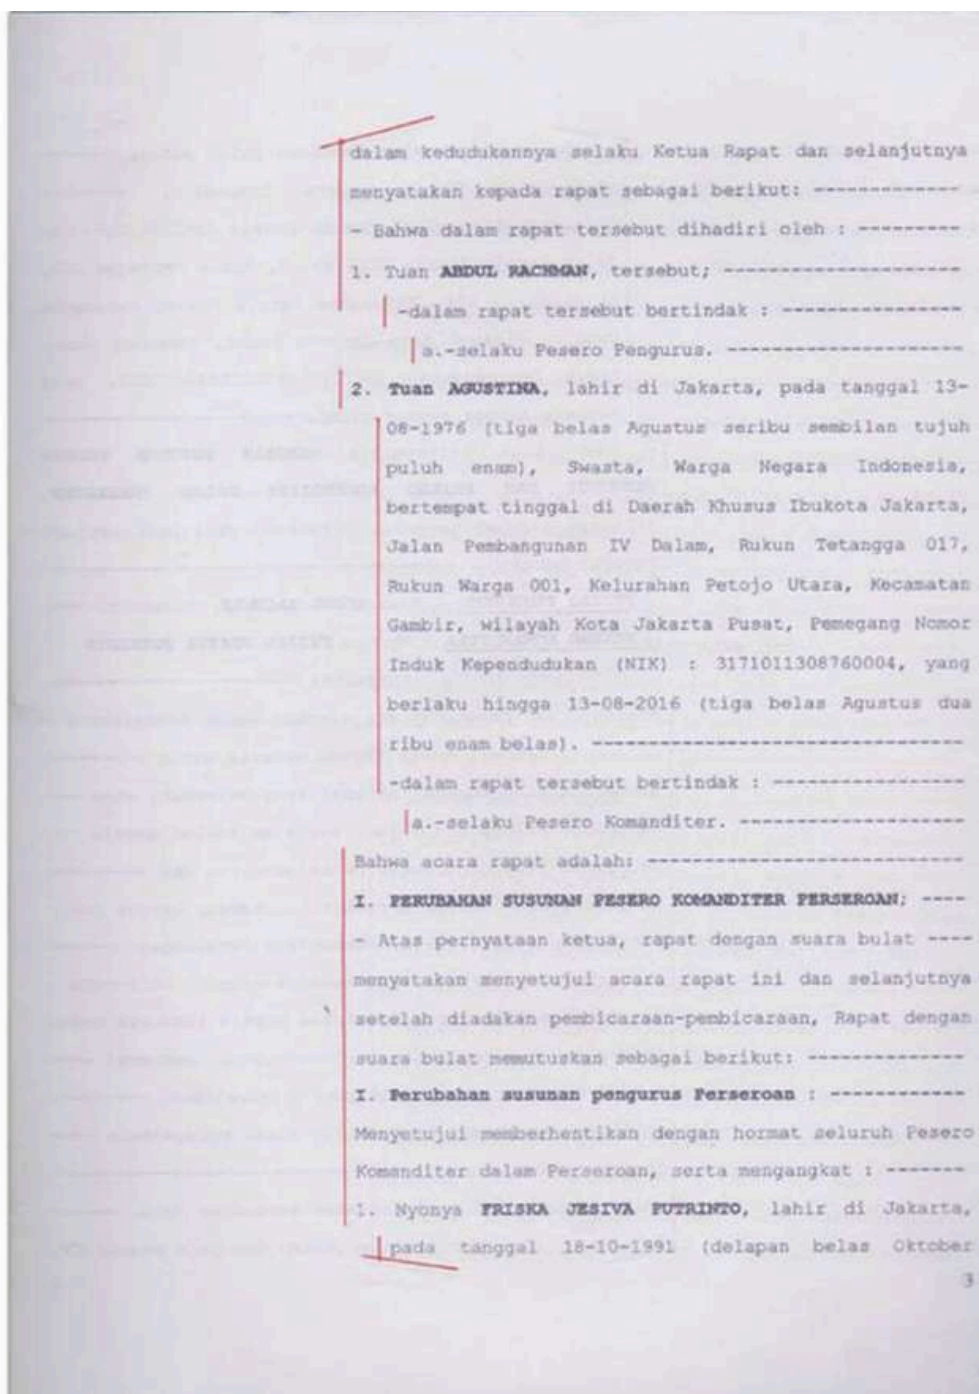 dalam kedudukannya selaku Ketua Rapat dan selanjutnya
menyatakan kepada rapat sebagai berikut: -------------
- Bahwa dalam rapat tersebut dihadiri oleh : ---------
1. Tuan ABDUL RACHMAN, tersebut; ---------------------
-dalam rapat tersebut bertindak : ----------------
a.-selaku Pesero Pengurus. ---------------------
2. Tuan AGUSTINA, lahir di Jakarta, pada tanggal 13-
08-1976 (tiga belas Agustus seribu sembilan tujuh
puluh enam), Swasta, Warga Negara Indonesia,
bertempat tinggal di Daerah Khusus Ibukota Jakarta,
Jalan Pembangunan IV Dalam, Rukun Tetangga 017,
Rukun Warga 001, Kelurahan Petojo Utara, Kecamatan
Gambir, wilayah Kota Jakarta Pusat, Pemegang Nomor
Induk Kependudukan (NIK) : 3171011308760004, yang
berlaku hingga 13-08-2016 (tiga belas Agustus dua
ribu enam belas). ---------------------------------
-dalam rapat tersebut bertindak : -----------------
a.-selaku Pesero Komanditer. --------------------
Bahwa acara rapat adalah: ----------------------------
I. PERUBAHAN SUSUNAN PESERO KOMANDITER PERSEROAN; ----
- Atas pernyataan ketua, rapat dengan suara bulat ----
menyatakan menyetujui acara rapat ini dan selanjutnya
setelah diadakan pembicaraan-pembicaraan, Rapat dengan
suara bulat memutuskan sebagai berikut: --------------
I. Perubahan susunan pengurus Perseroan : ------------
Menyetujui memberhentikan dengan hormat seluruh Pesero
Komanditer dalam Perseroan, serta mengangkat : -------
1. Nyonya FRISKA JESIVA PUTRINTO, lahir di Jakarta,
pada tanggal 18-10-1991 (delapan belas Oktober
3